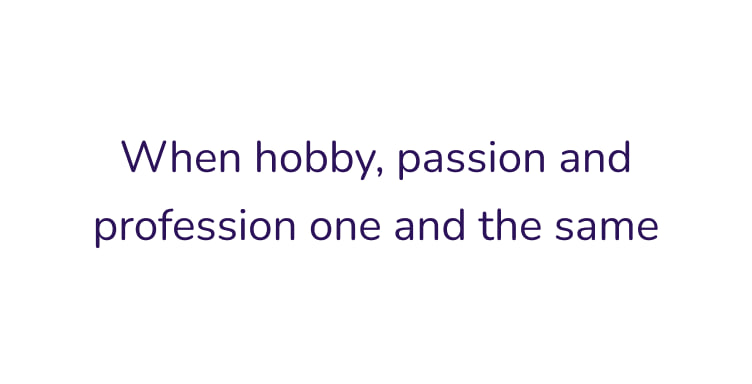 When hobby, passion and
profession one and the same